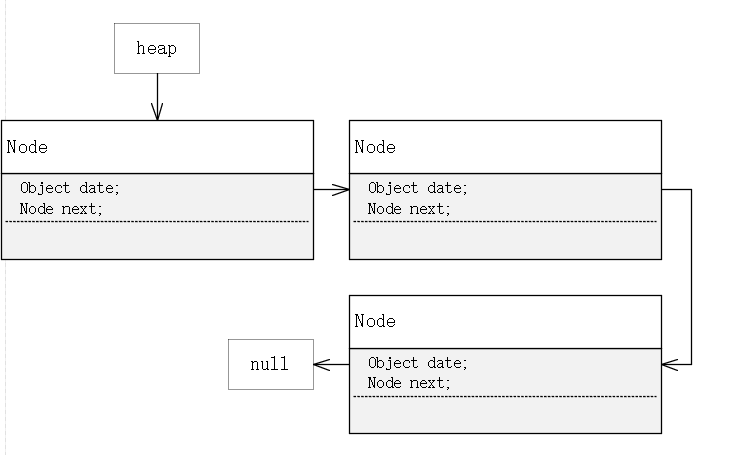 heap
Node
Object date;
Node next;
Node
Object date;
Node next;
Node
Object date;
Node next;
null